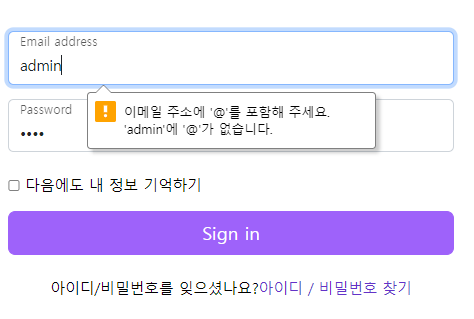 Email address
admin
이메일 주소에 '@'를 포함해 주세요.
'admin'에 '@'가 없습니다.
Password
••••
다음에도 내 정보 기억하기
Sign in
아이디/비밀번호를 잊으셨나요?아이디 / 비밀번호 찾기